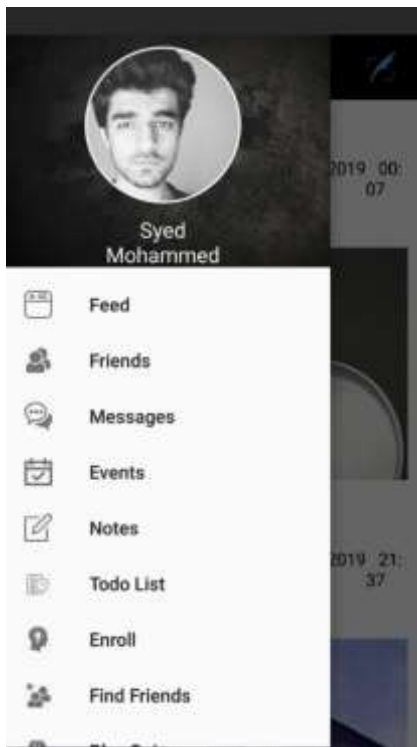 Syed
Mohammed
Feed
Friends
Messages
Events
Notes
Todo List
Enroll
Find Friends
2019 00:
07
2019 21:
37